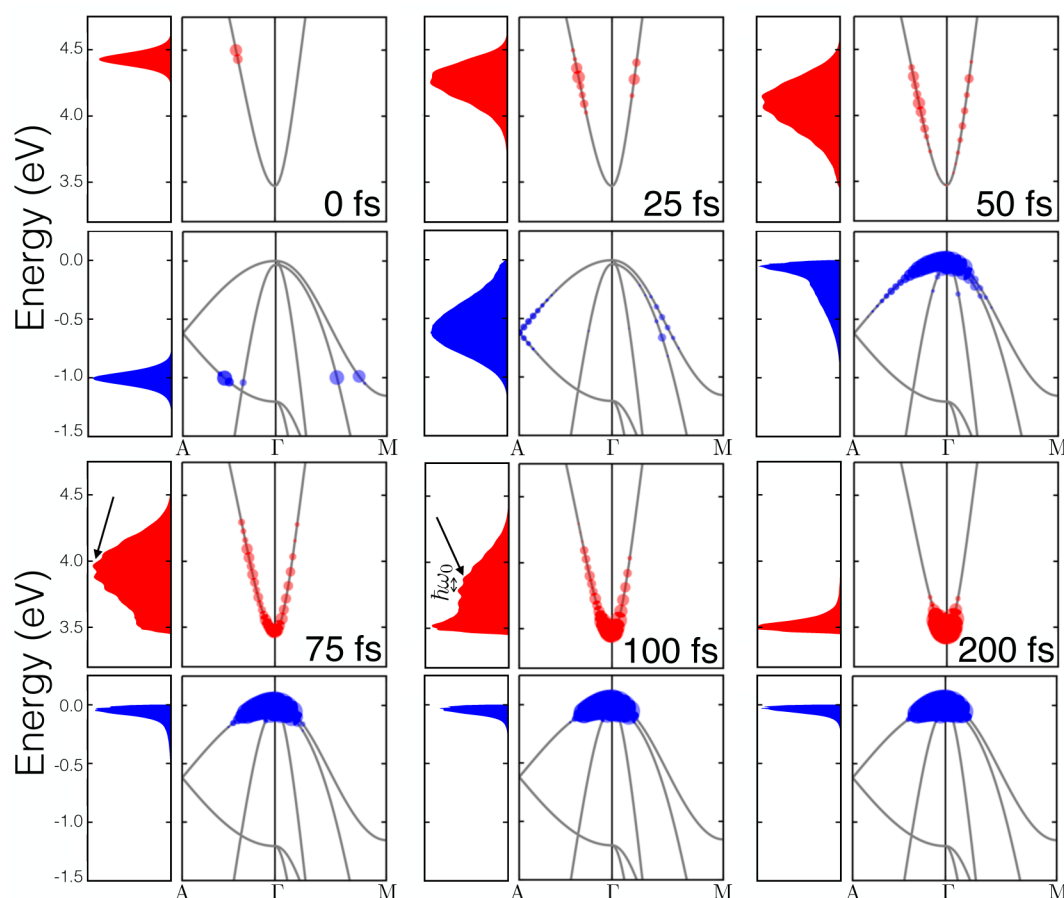 Energy (eV)
4.5
4.0
3.5
0 fs
25 fs
50 fs
0.0
-0.5
-1.0
-1.5
A Γ M
A Γ M
A Γ M
Energy (eV)
4.5
4.0
3.5
ħω₀
75 fs
100 fs
200 fs
0.0
-0.5
-1.0
-1.5
A Γ M
A Γ M
A Γ M